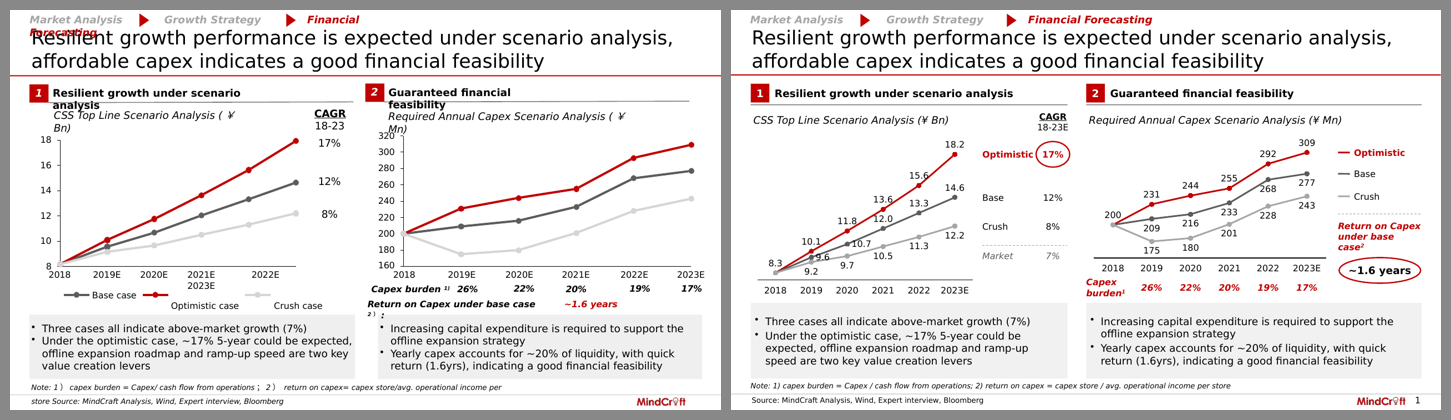 Market Analysis Growth Strategy Financial
Forecasting
Resilient growth performance is expected under scenario analysis,
affordable capex indicates a good financial feasibility
1 Resilient growth under scenario
analysis
CSS Top Line Scenario Analysis ( ¥
Bn)
CAGR
18-23
18
16
14
12
10
8
17%
12%
8%
2018 2019E 2020E 2021E 2022E
2023E
Base case
Optimistic case Crush case
2 Guaranteed financial
feasibility
Required Annual Capex Scenario Analysis ( ¥
Mn)
320
300
280
260
240
220
200
180
160
2018 2019E 2020E 2021E 2022E 2023E
Capex burden ¹⁾ 26% 22% 20% 19% 17%
Return on Capex under base case ~1.6 years
²⁾ :
• Three cases all indicate above-market growth (7%)
• Under the optimistic case, ~17% 5-year could be expected,
offline expansion roadmap and ramp-up speed are two key
value creation levers
• Increasing capital expenditure is required to support the
offline expansion strategy
• Yearly capex accounts for ~20% of liquidity, with quick
return (1.6yrs), indicating a good financial feasibility
Note: 1） capex burden = Capex/ cash flow from operations； 2） return on capex= capex store/avg. operational income per
store Source: MindCraft Analysis, Wind, Expert interview, Bloomberg
MindCraft
Market Analysis Growth Strategy Financial Forecasting
Resilient growth performance is expected under scenario analysis,
affordable capex indicates a good financial feasibility
1 Resilient growth under scenario analysis
CSS Top Line Scenario Analysis (¥ Bn)
CAGR
18-23E
18.2
15.6
13.6
11.8
10.1
8.3
14.6
13.3
12.0
10.7
9.6
12.2
11.3
10.5
9.7
9.2
Optimistic 17%
Base 12%
Crush 8%
Market 7%
2018 2019 2020 2021 2022 2023E
2 Guaranteed financial feasibility
Required Annual Capex Scenario Analysis (¥ Mn)
309
292
255
244
231
200
277
268
233
216
209
243
228
201
180
175
Optimistic
Base
Crush
Return on Capex
under base
case²
~1.6 years
2018 2019 2020 2021 2022 2023E
Capex
burden¹ 26% 22% 20% 19% 17%
• Three cases all indicate above-market growth (7%)
• Under the optimistic case, ~17% 5-year could be
expected, offline expansion roadmap and ramp-up
speed are two key value creation levers
• Increasing capital expenditure is required to support the
offline expansion strategy
• Yearly capex accounts for ~20% of liquidity, with quick
return (1.6yrs), indicating a good financial feasibility
Note: 1) capex burden = Capex / cash flow from operations; 2) return on capex = capex store / avg. operational income per store
Source: MindCraft Analysis, Wind, Expert interview, Bloomberg
MindCraft 1